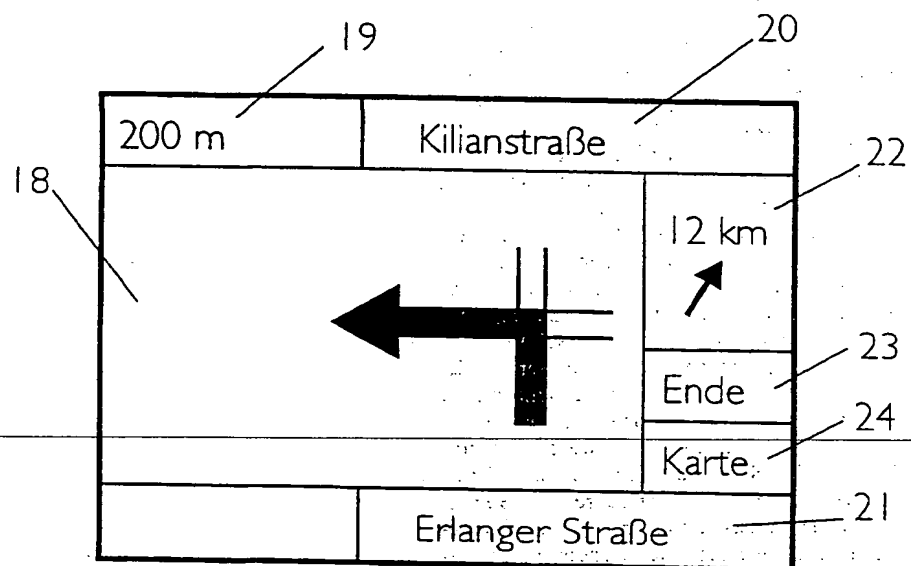 19
20
200 m
Kilianstraße
22
18
12 km
23
Ende
24
Karte
21
Erlanger Straße